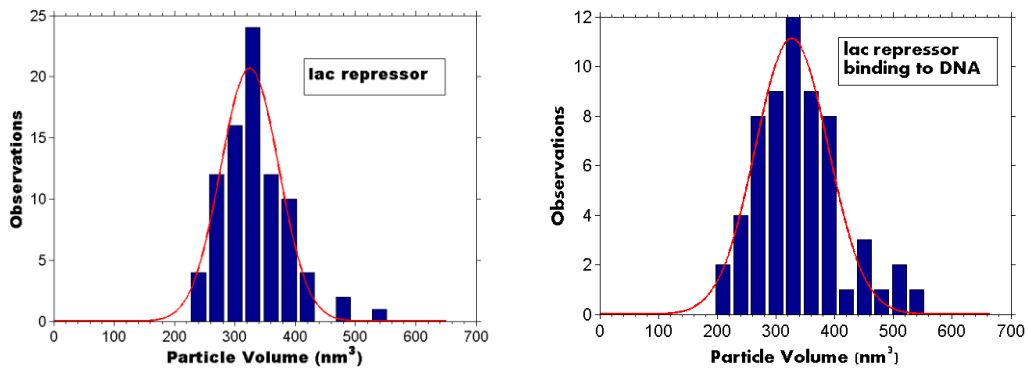 25
20
15
10
5
0
Observations
lac repressor
0 100 200 300 400 500 600 700
Particle Volume (nm³)
12
10
8
6
4
2
0
Observations
lac repressor
binding to DNA
0 100 200 300 400 500 600 700
Particle Volume (nm³)